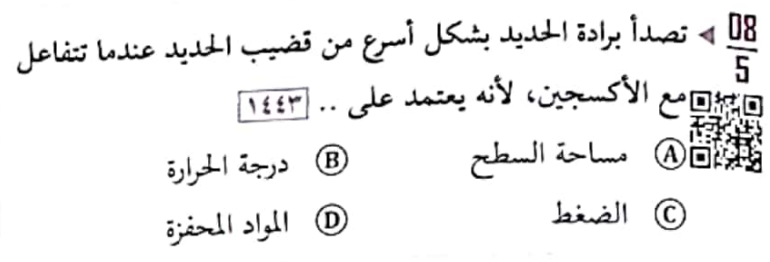 08/5 ◄ تصدأ برادة الحديد بشكل أسرع من قضيب الحديد عندما تتفاعل
مع الأكسجين، لأنه يعتمد على .. ١٤٤٣
A مساحة السطح B درجة الحرارة
C الضغط D المواد المحفزة